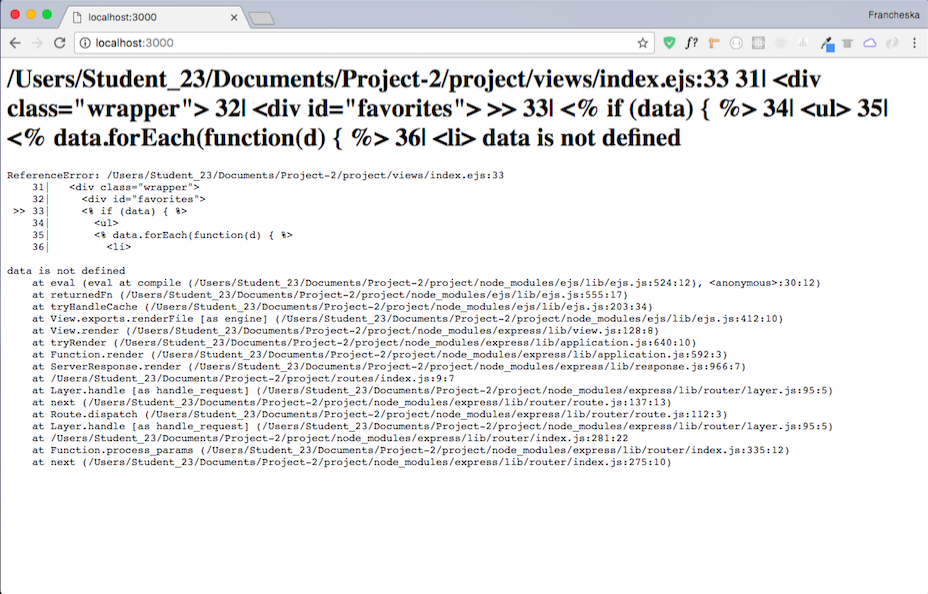 localhost:3000
Francheska
localhost:3000
f?
/Users/Student_23/Documents/Project-2/project/views/index.ejs:33 31| <div
class="wrapper"> 32| <div id="favorites"> >> 33| <% if (data) { %> 34| <ul> 35|
<% data.forEach(function(d) { %> 36| <li> data is not defined
ReferenceError: /Users/Student_23/Documents/Project-2/project/views/index.ejs:33
31| <div class="wrapper">
32| <div id="favorites">
>> 33| <% if (data) { %>
34| <ul>
35| <% data.forEach(function(d) { %>
36| <li>
data is not defined
at eval (eval at compile (/Users/Student_23/Documents/Project-2/project/node_modules/ejs/lib/ejs.js:524:12), <anonymous>:30:12)
at returnedFn (/Users/Student_23/Documents/Project-2/project/node_modules/ejs/lib/ejs.js:555:17)
at tryHandleCache (/Users/Student_23/Documents/Project-2/project/node_modules/ejs/lib/ejs.js:203:34)
at View.exports.renderFile [as engine] (/Users/Student_23/Documents/Project-2/project/node_modules/ejs/lib/ejs.js:412:10)
at View.render (/Users/Student_23/Documents/Project-2/project/node_modules/express/lib/view.js:128:8)
at tryRender (/Users/Student_23/Documents/Project-2/project/node_modules/express/lib/application.js:640:10)
at Function.render (/Users/Student_23/Documents/Project-2/project/node_modules/express/lib/application.js:592:3)
at ServerResponse.render (/Users/Student_23/Documents/Project-2/project/node_modules/express/lib/response.js:966:7)
at /Users/Student_23/Documents/Project-2/project/routes/index.js:9:7
at Layer.handle [as handle_request] (/Users/Student_23/Documents/Project-2/project/node_modules/express/lib/router/layer.js:95:5)
at next (/Users/Student_23/Documents/Project-2/project/node_modules/express/lib/router/route.js:137:13)
at Route.dispatch (/Users/Student_23/Documents/Project-2/project/node_modules/express/lib/router/route.js:112:3)
at Layer.handle [as handle_request] (/Users/Student_23/Documents/Project-2/project/node_modules/express/lib/router/layer.js:95:5)
at /Users/Student_23/Documents/Project-2/project/node_modules/express/lib/router/index.js:281:22
at Function.process_params (/Users/Student_23/Documents/Project-2/project/node_modules/express/lib/router/index.js:335:12)
at next (/Users/Student_23/Documents/Project-2/project/node_modules/express/lib/router/index.js:275:10)